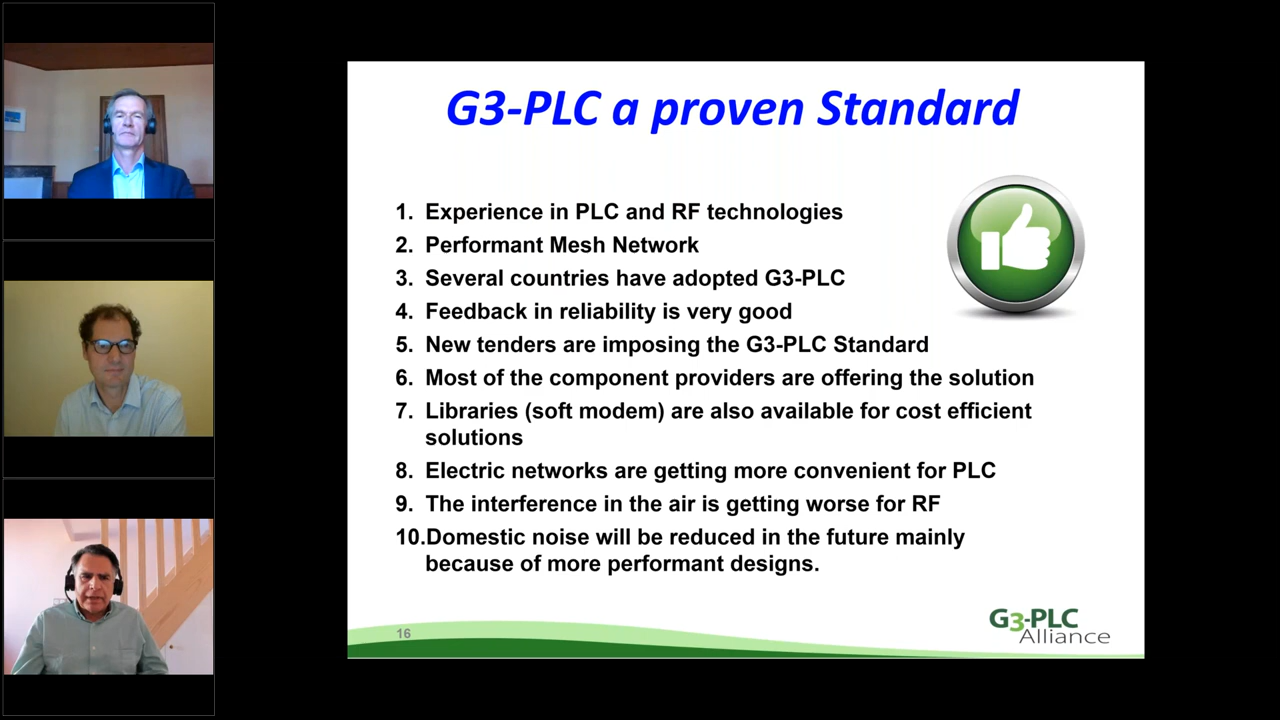 G3-PLC a proven Standard
1. Experience in PLC and RF technologies
2. Performant Mesh Network
3. Several countries have adopted G3-PLC
4. Feedback in reliability is very good
5. New tenders are imposing the G3-PLC Standard
6. Most of the component providers are offering the solution
7. Libraries (soft modem) are also available for cost efficient
solutions
8. Electric networks are getting more convenient for PLC
9. The interference in the air is getting worse for RF
10.Domestic noise will be reduced in the future mainly
because of more performant designs.
16
G3-PLC
Alliance